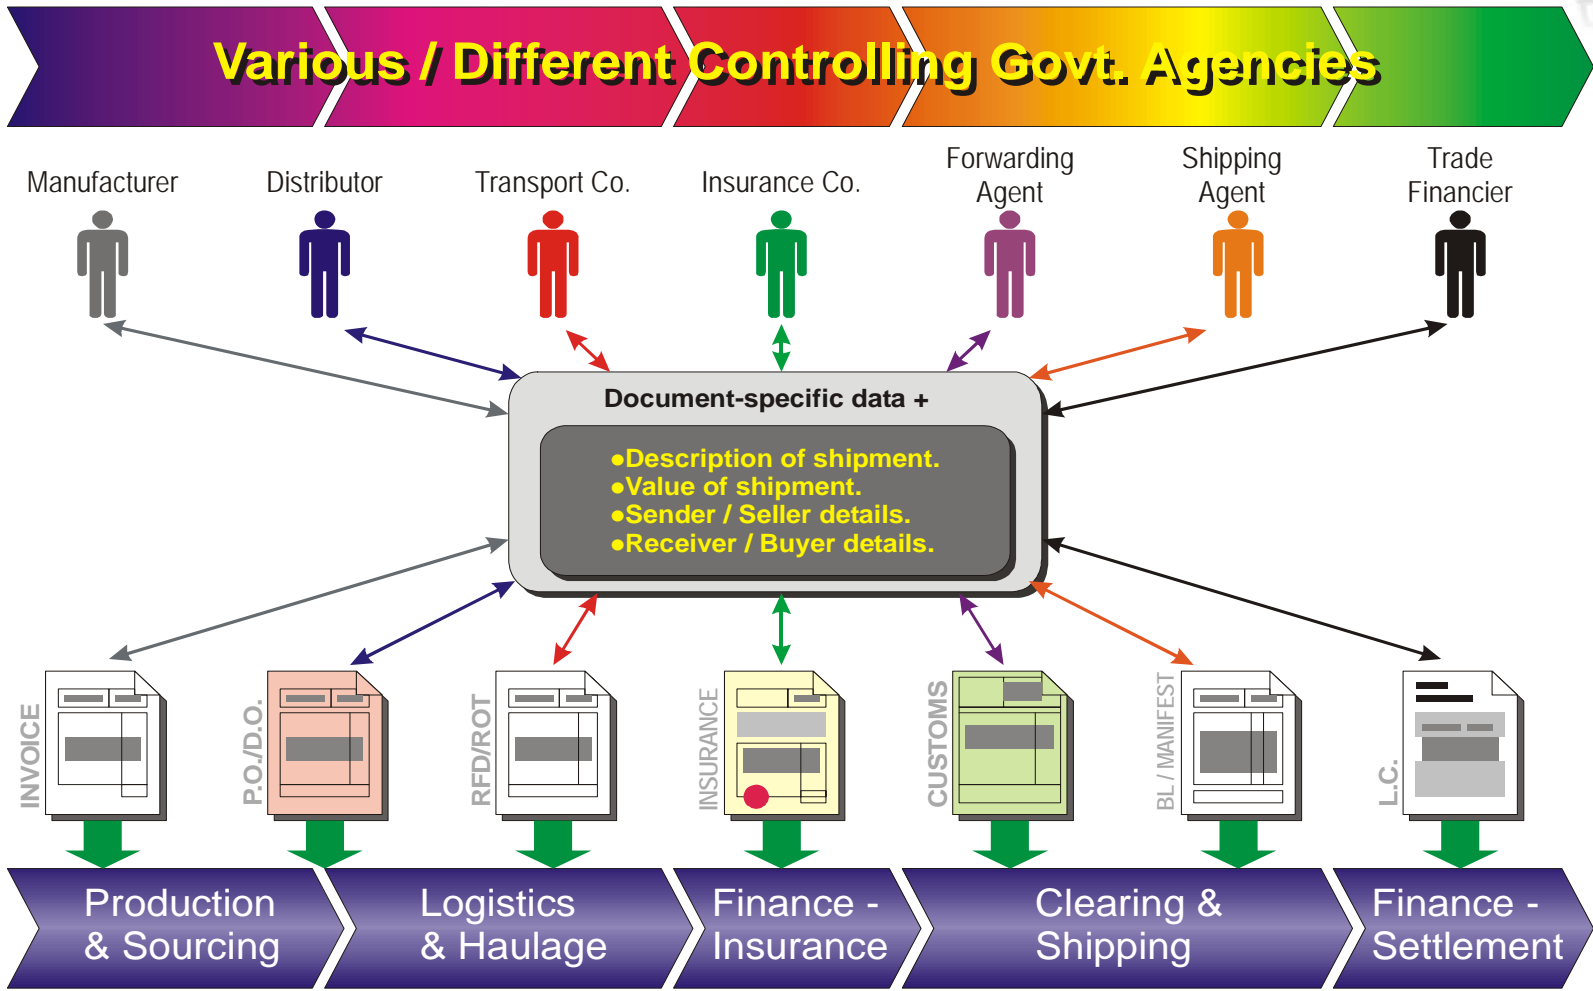 Various / Different Controlling Govt. Agencies
Manufacturer
Distributor
Transport Co.
Insurance Co.
Forwarding
Agent
Shipping
Agent
Trade
Financier
Document-specific data +
●Description of shipment.
●Value of shipment.
●Sender / Seller details.
●Receiver / Buyer details.
INVOICE
P.O./D.O.
RFD/ROT
INSURANCE
CUSTOMS
BL / MANIFEST
L.C.
Production
& Sourcing
Logistics
& Haulage
Finance -
Insurance
Clearing &
Shipping
Finance -
Settlement